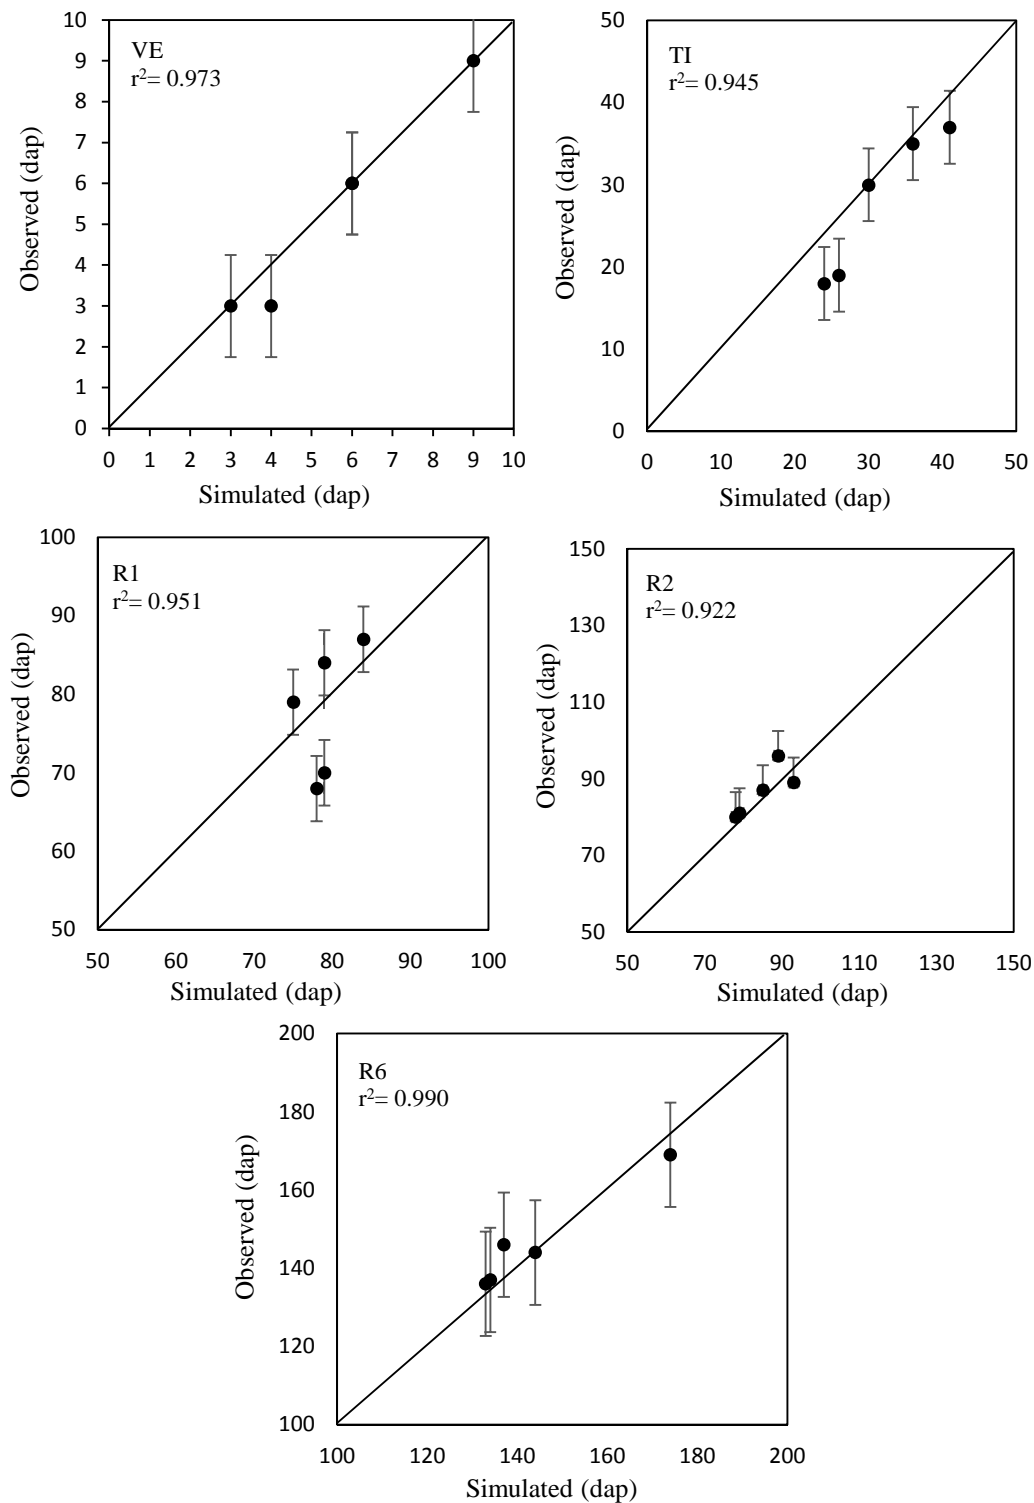 VE
r²= 0.973
10
9
8
7
6
5
4
3
2
1
0
Observed (dap)
0 1 2 3 4 5 6 7 8 9 10
Simulated (dap)
TI
r²= 0.945
50
40
30
20
10
0
Observed (dap)
0 10 20 30 40 50
Simulated (dap)
R1
r²= 0.951
100
90
80
70
60
50
Observed (dap)
50 60 70 80 90 100
Simulated (dap)
R2
r²= 0.922
150
130
110
90
70
50
Observed (dap)
50 70 90 110 130 150
Simulated (dap)
R6
r²= 0.990
200
180
160
140
120
100
Observed (dap)
100 120 140 160 180 200
Simulated (dap)